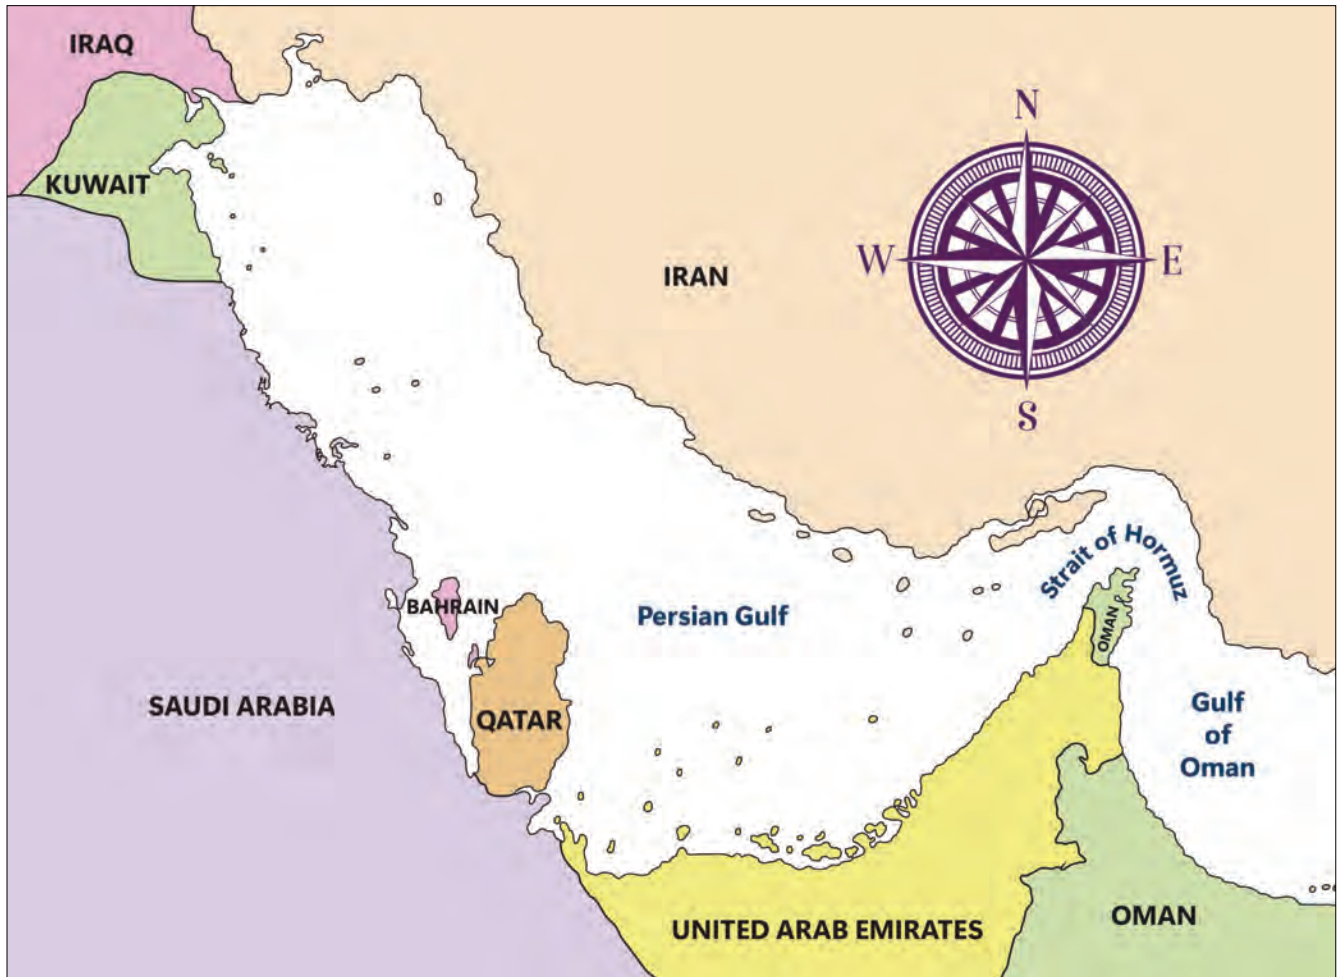 IRAQ
N
KUWAIT
W
E
IRAN
S
Strait of Hormuz
BAHRAIN
Persian Gulf
OMAN
SAUDI ARABIA
QATAR
Gulf
of
Oman
UNITED ARAB EMIRATES
OMAN